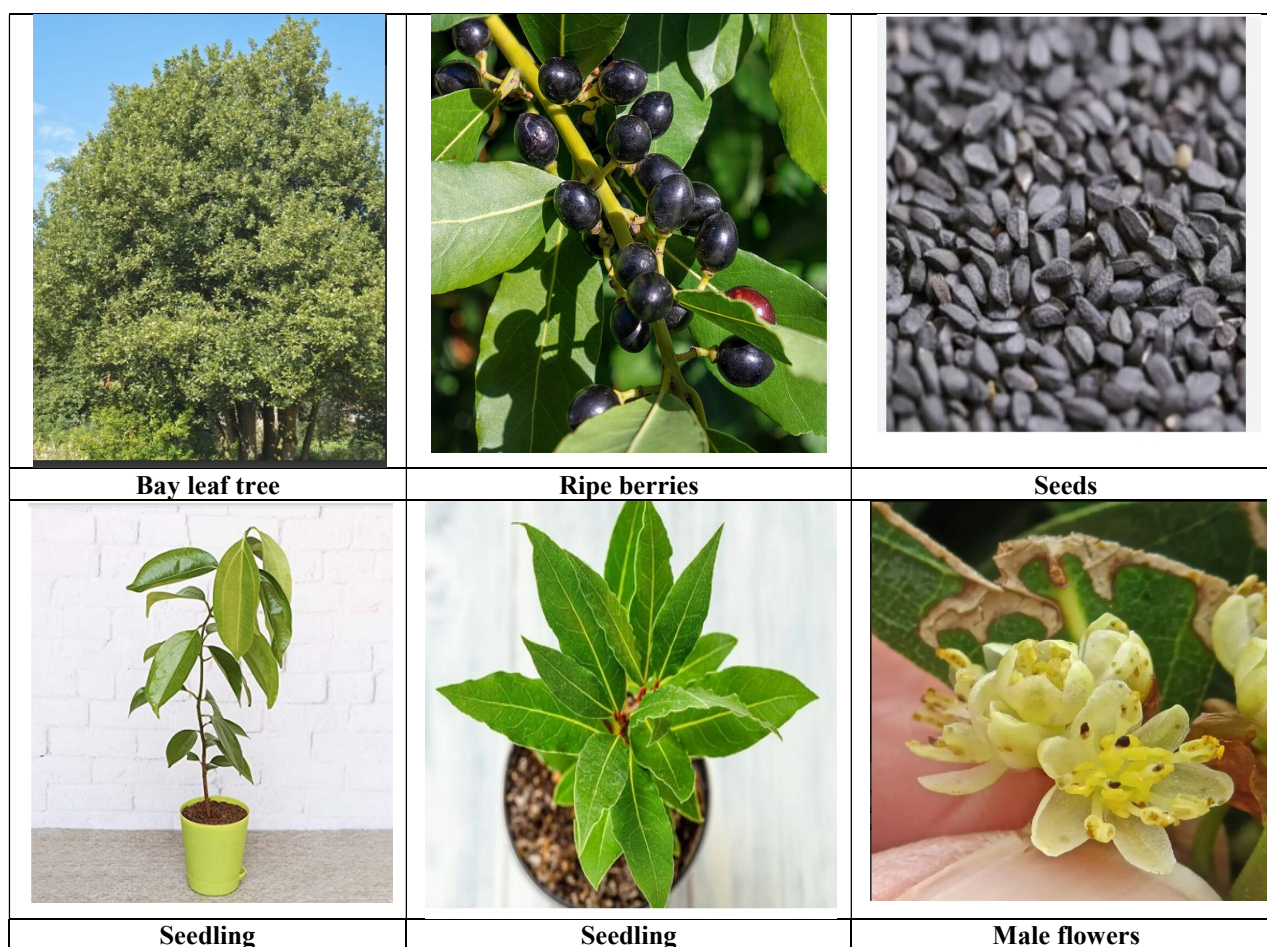 Bay leaf tree
Ripe berries
Seeds
Seedling
Seedling
Male flowers